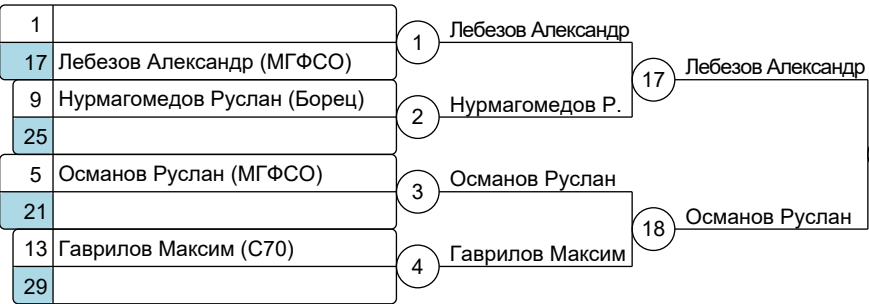 1
17 Лебезов Александр (МГФСО)
9 Нурмагомедов Руслан (Борец)
25
5 Османов Руслан (МГФСО)
21
13 Гаврилов Максим (С70)
29
1 Лебезов Александр
2 Нурмагомедов Р.
3 Османов Руслан
4 Гаврилов Максим
17 Лебезов Александр
18 Османов Руслан